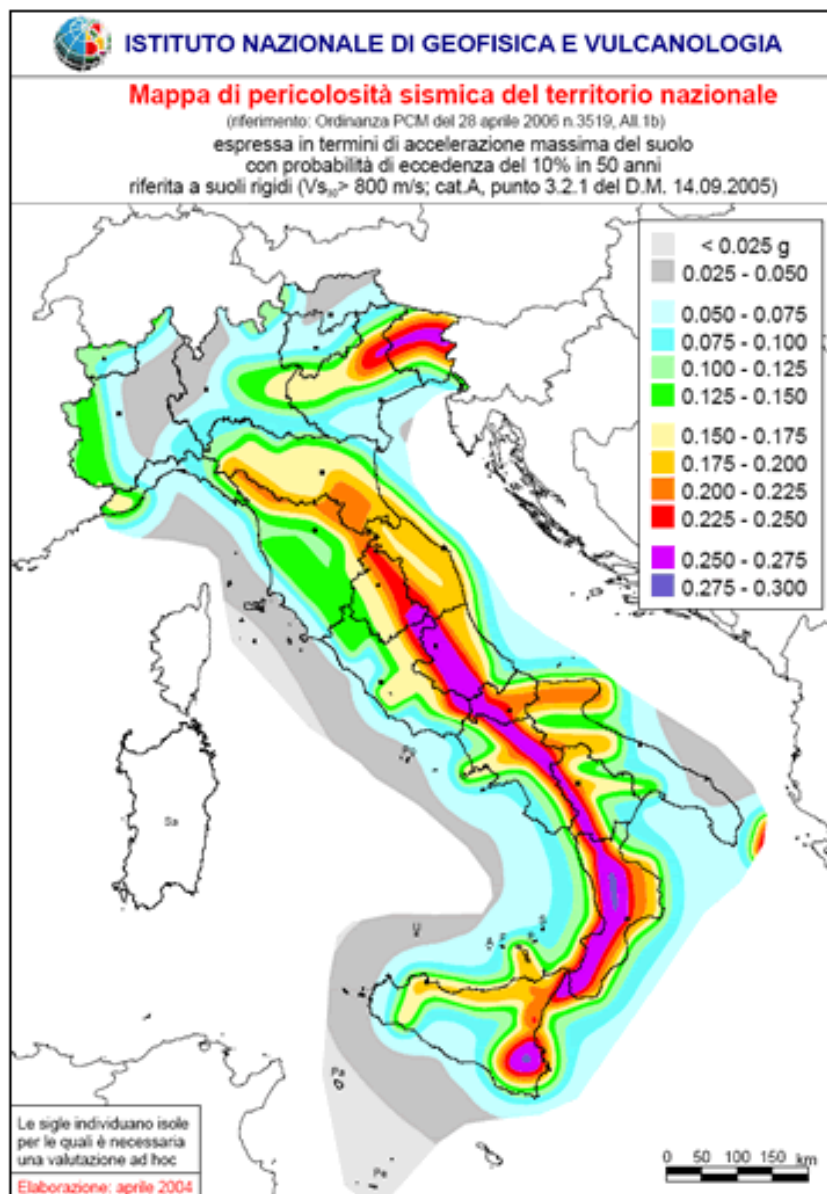 ISTITUTO NAZIONALE DI GEOFISICA E VULCANOLOGIA
Mappa di pericolosità sismica del territorio nazionale
(riferimento: Ordinanza PCM del 28 aprile 2006 n.3519, All.1b)
espressa in termini di accelerazione massima del suolo
con probabilità di eccedenza del 10% in 50 anni
riferita a suoli rigidi (Vs₃₀> 800 m/s; cat.A, punto 3.2.1 del D.M. 14.09.2005)
< 0.025 g
0.025 - 0.050
0.050 - 0.075
0.075 - 0.100
0.100 - 0.125
0.125 - 0.150
0.150 - 0.175
0.175 - 0.200
0.200 - 0.225
0.225 - 0.250
0.250 - 0.275
0.275 - 0.300
Sa
U
A
Pa
Pe
Le sigle individuano isole
per le quali è necessaria
una valutazione ad hoc
Elaborazione: aprile 2004
0 50 100 150 km